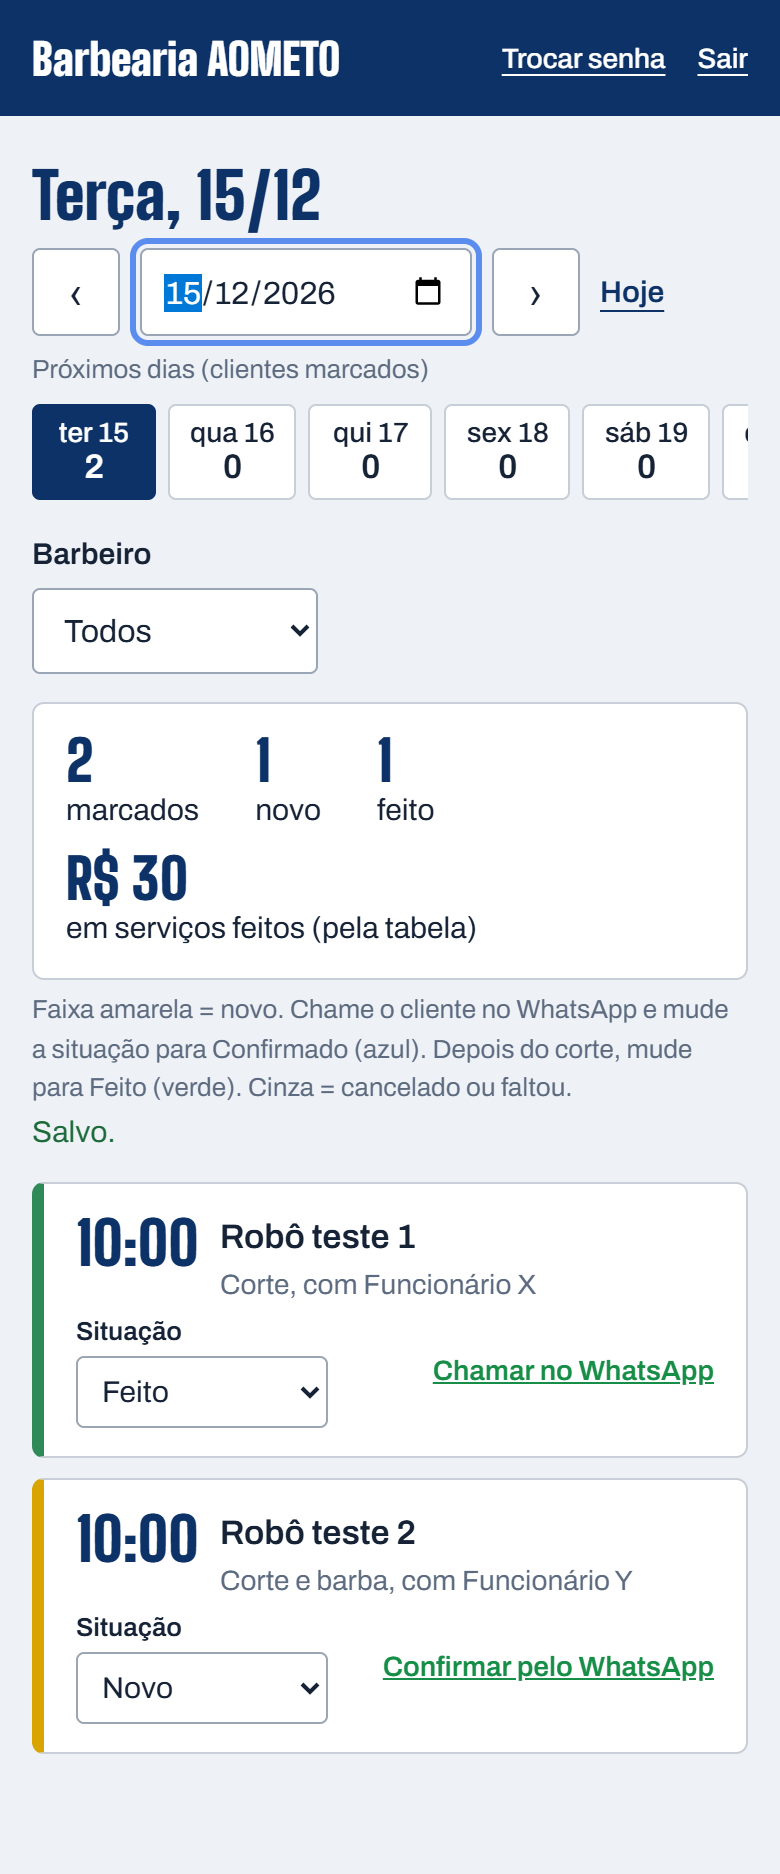 Barbearia AOMETO
Trocar senha
Sair
Terça, 15/12
‹
15/12/2026
›
Hoje
Próximos dias (clientes marcados)
ter 15
2
qua 16
0
qui 17
0
sex 18
0
sáb 19
0
Barbeiro
Todos
2
marcados
1
novo
1
feito
R$ 30
em serviços feitos (pela tabela)
Faixa amarela = novo. Chame o cliente no WhatsApp e mude
a situação para Confirmado (azul). Depois do corte, mude
para Feito (verde). Cinza = cancelado ou faltou.
Salvo.
10:00
Robô teste 1
Corte, com Funcionário X
Situação
Feito
Chamar no WhatsApp
10:00
Robô teste 2
Corte e barba, com Funcionário Y
Situação
Novo
Confirmar pelo WhatsApp